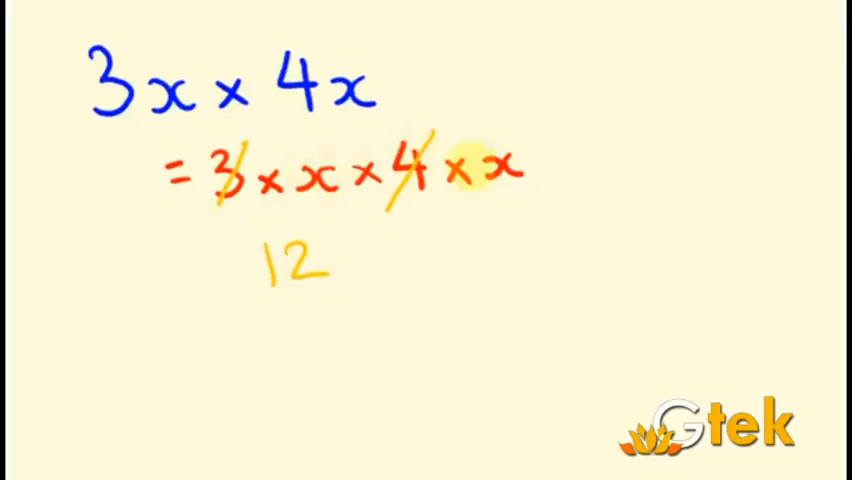 3x × 4x
= 3 × x × 4 × x
12
Gtek